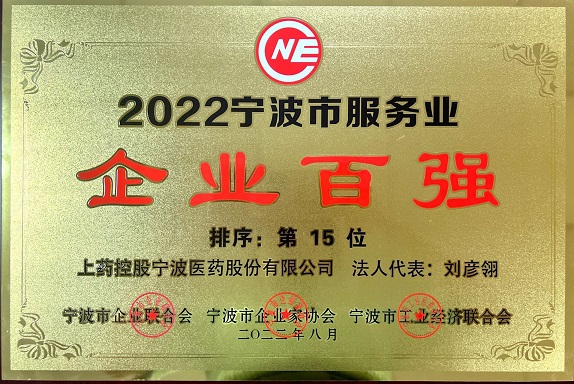 NE
2022宁波市服务业
企业百强
排序：第 15 位
上药控股宁波医药股份有限公司 法人代表：刘彦翎
宁波市企业联合会 宁波市企业家协会 宁波市工业经济联合会
二〇二二年八月